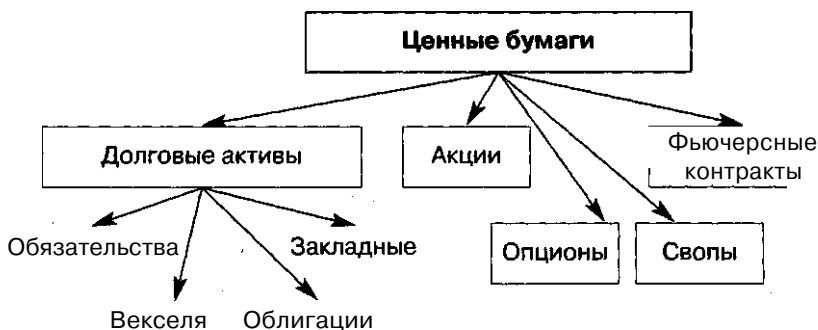 Ценные бумаги
Долговые активы
Акции
Фьючерсные
контракты
Обязательства
Закладные
Опционы
Свопы
Векселя
Облигации